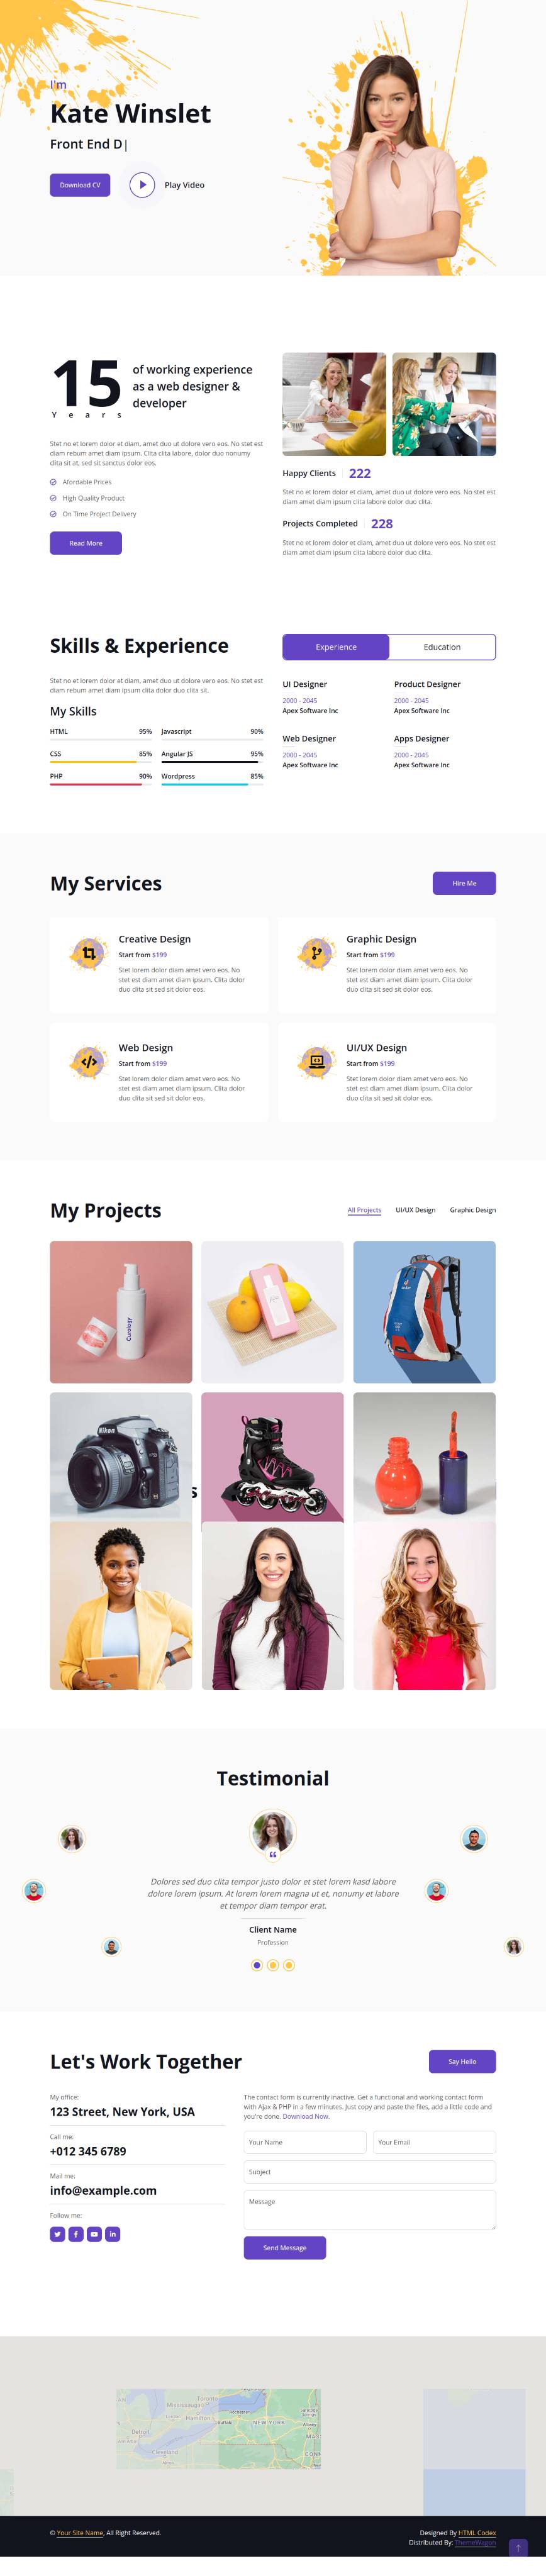 I'm
Kate Winslet
Front End D|
Download CV
Play Video
15
Years
of working experience
as a web designer &
developer
Stet no et lorem dolor et diam, amet duo ut dolore vero eos. No stet est
diam rebum amet diam ipsum. Clita clita labore, dolor duo nonumy
clita sit at, sed sit sanctus dolor eos.
Afordable Prices
High Quality Product
On Time Project Delivery
Read More
Happy Clients 222
Stet no et lorem dolor et diam, amet duo ut dolore vero eos. No stet est
diam amet diam ipsum clita labore dolor duo clita.
Projects Completed 228
Stet no et lorem dolor et diam, amet duo ut dolore vero eos. No stet est
diam amet diam ipsum clita labore dolor duo clita.
Skills & Experience
Stet no et lorem dolor et diam, amet duo ut dolore vero eos. No stet est
diam rebum amet diam ipsum clita dolor duo clita sit.
My Skills
HTML 95%
Javascript 90%
CSS 85%
Angular JS 95%
PHP 90%
Wordpress 85%
Experience
Education
UI Designer
2000 - 2045
Apex Software Inc
Product Designer
2000 - 2045
Apex Software Inc
Web Designer
2000 - 2045
Apex Software Inc
Apps Designer
2000 - 2045
Apex Software Inc
My Services
Hire Me
Creative Design
Start from $199
Stet lorem dolor diam amet vero eos. No
stet est diam amet diam ipsum. Clita dolor
duo clita sit sed sit dolor eos.
Graphic Design
Start from $199
Stet lorem dolor diam amet vero eos. No
stet est diam amet diam ipsum. Clita dolor
duo clita sit sed sit dolor eos.
Web Design
Start from $199
Stet lorem dolor diam amet vero eos. No
stet est diam amet diam ipsum. Clita dolor
duo clita sit sed sit dolor eos.
UI/UX Design
Start from $199
Stet lorem dolor diam amet vero eos. No
stet est diam amet diam ipsum. Clita dolor
duo clita sit sed sit dolor eos.
My Projects
All Projects
UI/UX Design
Graphic Design
Curology
Nikon
s
Testimonial
Dolores sed duo clita tempor justo dolor et stet lorem kasd labore
dolore lorem ipsum. At lorem lorem magna ut et, nonumy et labore
et tempor diam tempor erat.
Client Name
Profession
Let's Work Together
Say Hello
My office:
123 Street, New York, USA
Call me:
+012 345 6789
Mail me:
info@example.com
Follow me:
The contact form is currently inactive. Get a functional and working contact form
with Ajax & PHP in a few minutes. Just copy and paste the files, add a little code and
you're done. Download Now.
Your Name
Your Email
Subject
Message
Send Message
Toronto
Mississauga
Hamilton
Rochester
Buffalo
NEW YORK
Albany
Detroit
MAS
Cleveland
CONN
© Your Site Name, All Right Reserved.
Designed By HTML Codex
Distributed By: ThemeWagon